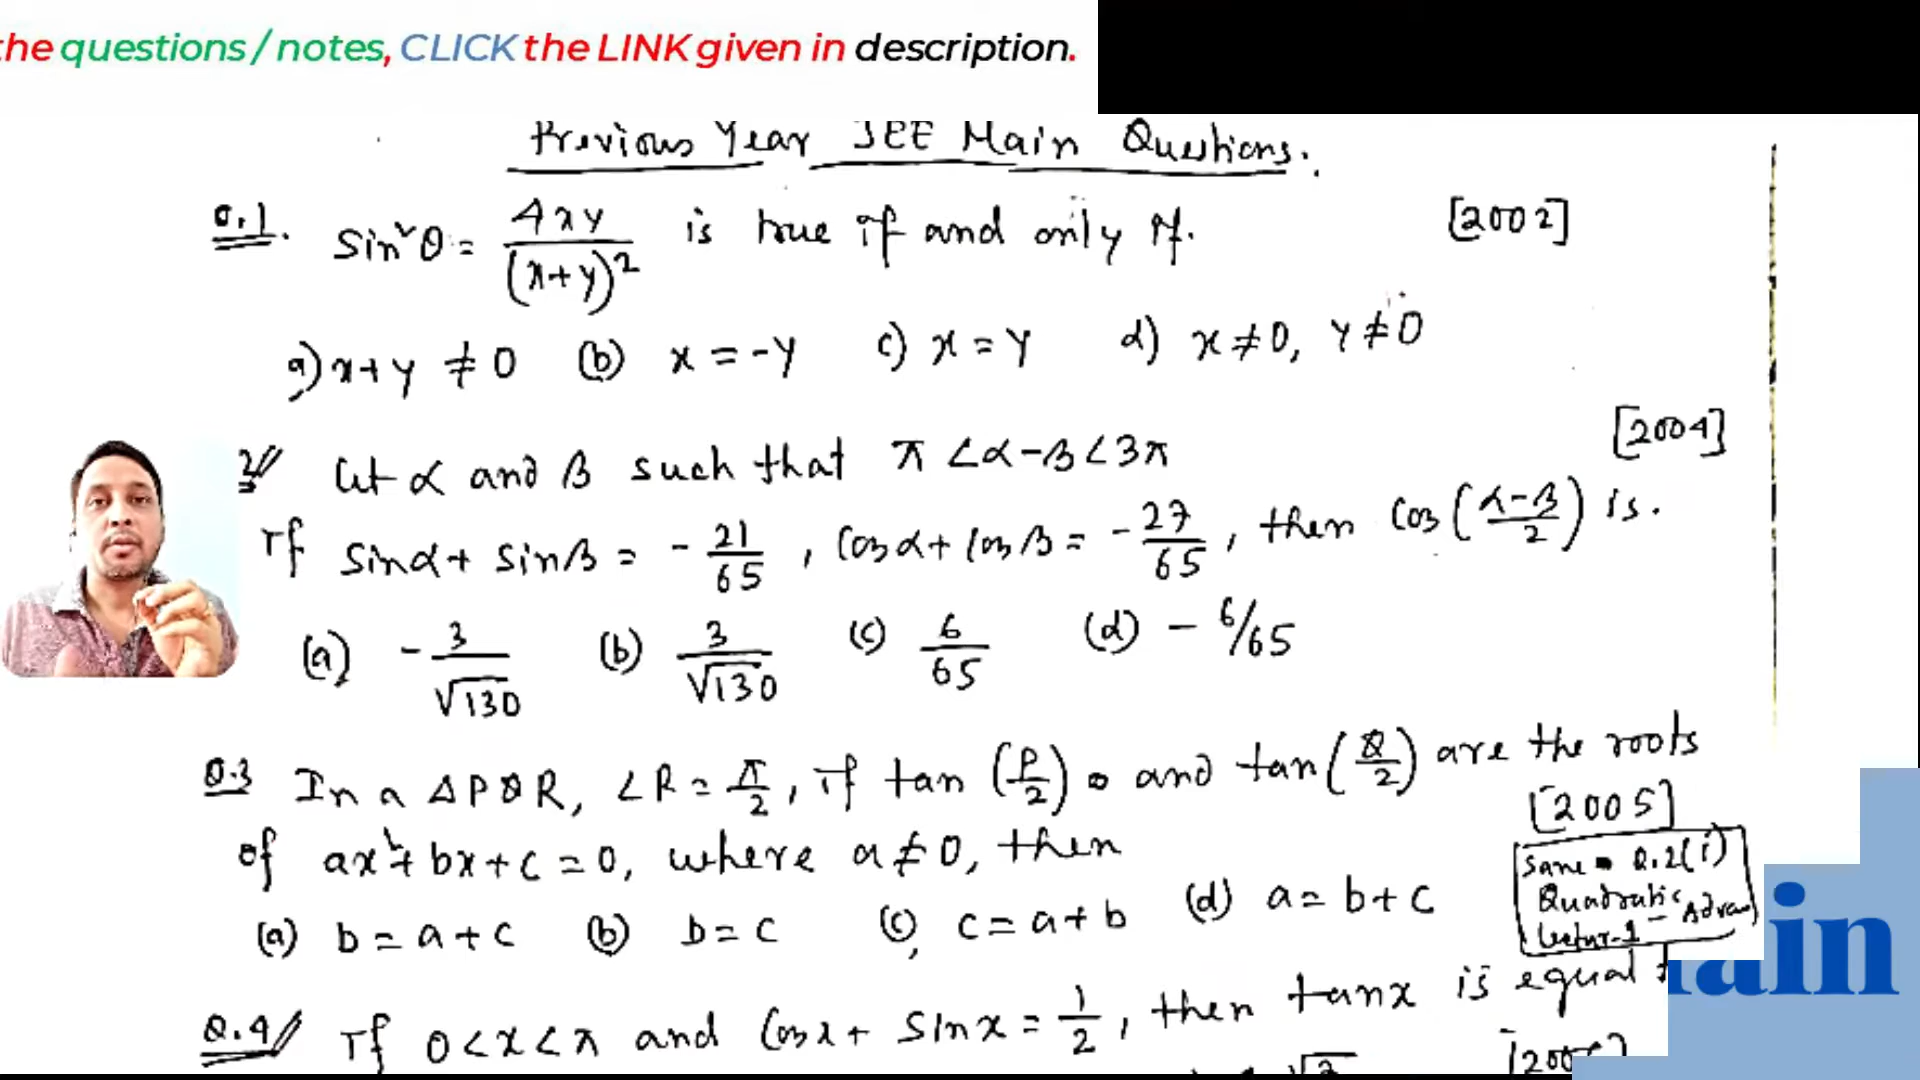 the questions / notes, CLICK the LINK given in description.
Previous Year JEE Main Questions.
Q.1. sin²θ = 4xy/(x+y)² is true if and only if. [2002]
a) x+y ≠ 0 (b) x = -y c) x = y d) x ≠ 0, y ≠ 0
2 Let α and β such that π < α-β < 3π [2004]
If sinα + sinβ = -21/65, cosα + cosβ = -27/65, then cos((α-β)/2) is.
(a) -3/√130 (b) 3/√130 (c) 6/65 (d) - 6/65
Q.3 In a ΔPQR, ∠R = π/2, if tan(P/2) and tan(Q/2) are the roots
of ax²+bx+c=0, where a≠0, then [2005]
(a) b = a+c (b) b = c (c) c = a+b (d) a = b+c
Same Q.2(i)
Quadratic
Lectur-1 - Advan
ain
Q.4 If 0<x<π and cosx + sinx = 1/2, then tanx is equal